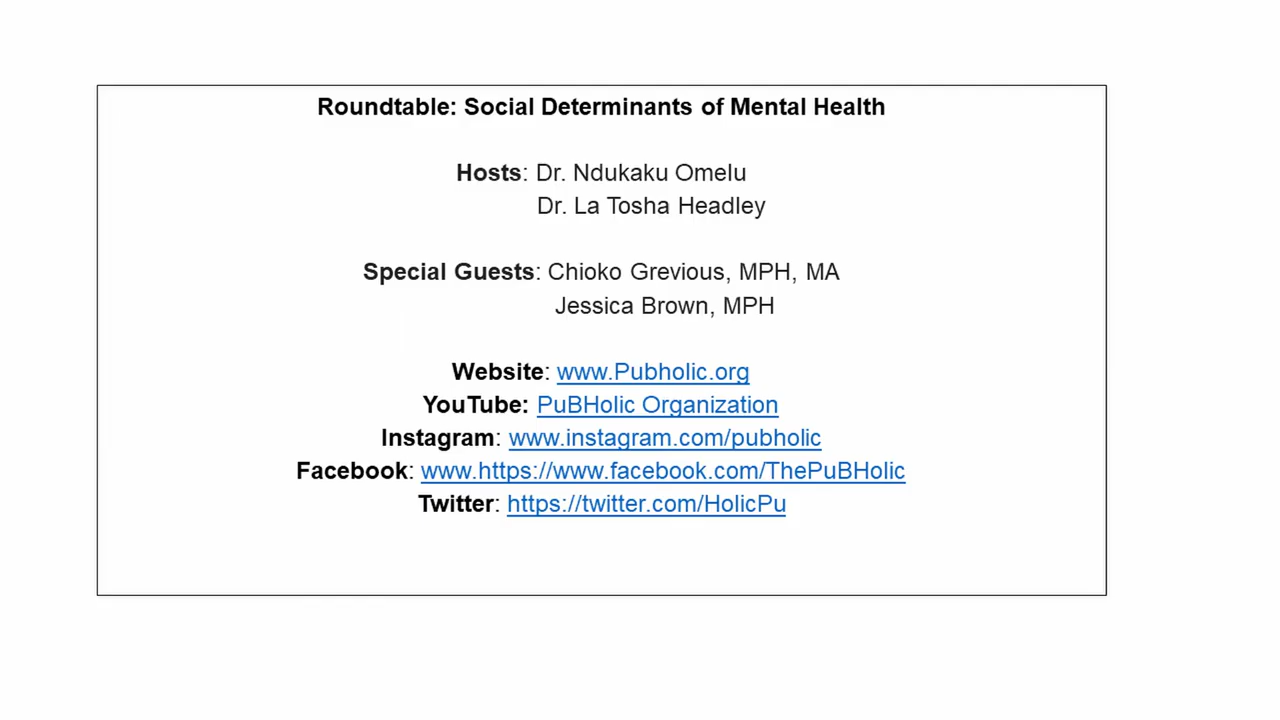 Roundtable: Social Determinants of Mental Health
Hosts: Dr. Ndukaku Omelu
Dr. La Tosha Headley
Special Guests: Chioko Grevious, MPH, MA
Jessica Brown, MPH
Website: www.Pubholic.org
YouTube: PuBHolic Organization
Instagram: www.instagram.com/pubholic
Facebook: www.https://www.facebook.com/ThePuBHolic
Twitter: https://twitter.com/HolicPu